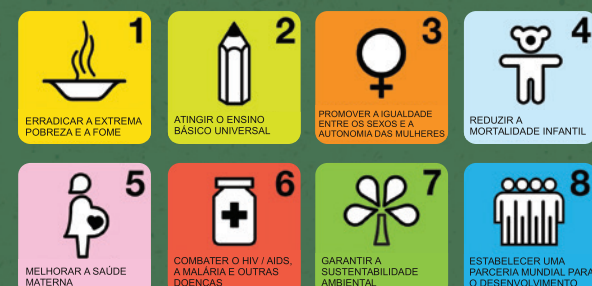 1
ERRADICAR A EXTREMA
POBREZA E A FOME
2
ATINGIR O ENSINO
BÁSICO UNIVERSAL
3
PROMOVER A IGUALDADE
ENTRE OS SEXOS E A
AUTONOMIA DAS MULHERES
4
REDUZIR A
MORTALIDADE INFANTIL
5
MELHORAR A SAÚDE
MATERNA
6
COMBATER O HIV / AIDS,
A MALÁRIA E OUTRAS
DOENÇAS
7
GARANTIR A
SUSTENTABILIDADE
AMBIENTAL
8
ESTABELECER UMA
PARCERIA MUNDIAL PARA
O DESENVOLVIMENTO